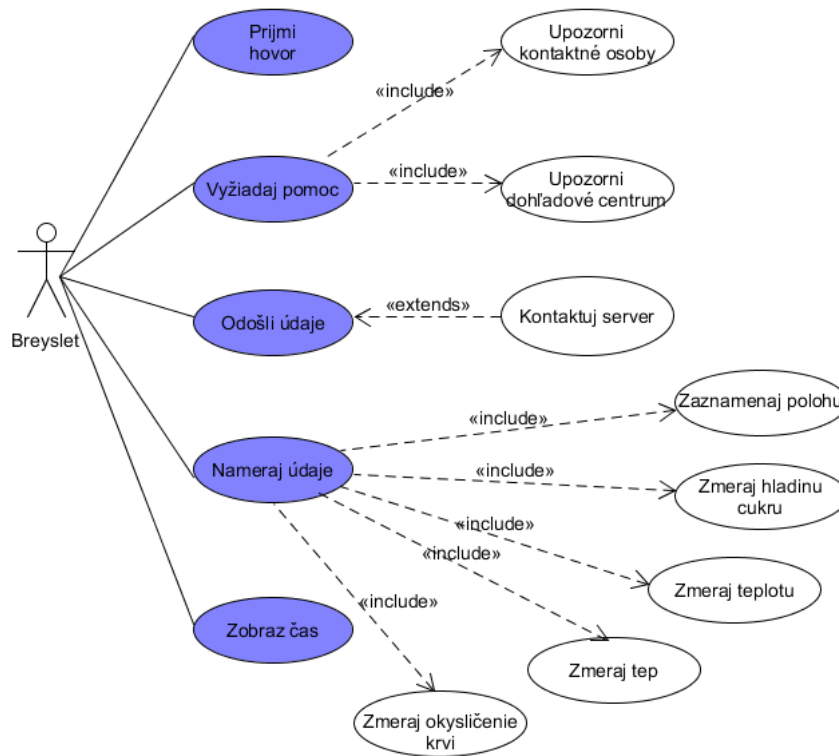 Prijmi
hovor
Upozorni
kontaktné osoby
«include»
Vyžiadaj pomoc
«include»
Upozorni
dohľadové centrum
Breyslet
Odošli údaje
«extends»
Kontaktuj server
Zaznamenaj polohu
«include»
Nameraj údaje
«include»
Zmeraj hladinu
cukru
«include»
«include»
Zmeraj teplotu
«include»
Zobraz čas
Zmeraj tep
Zmeraj okysličenie
krvi